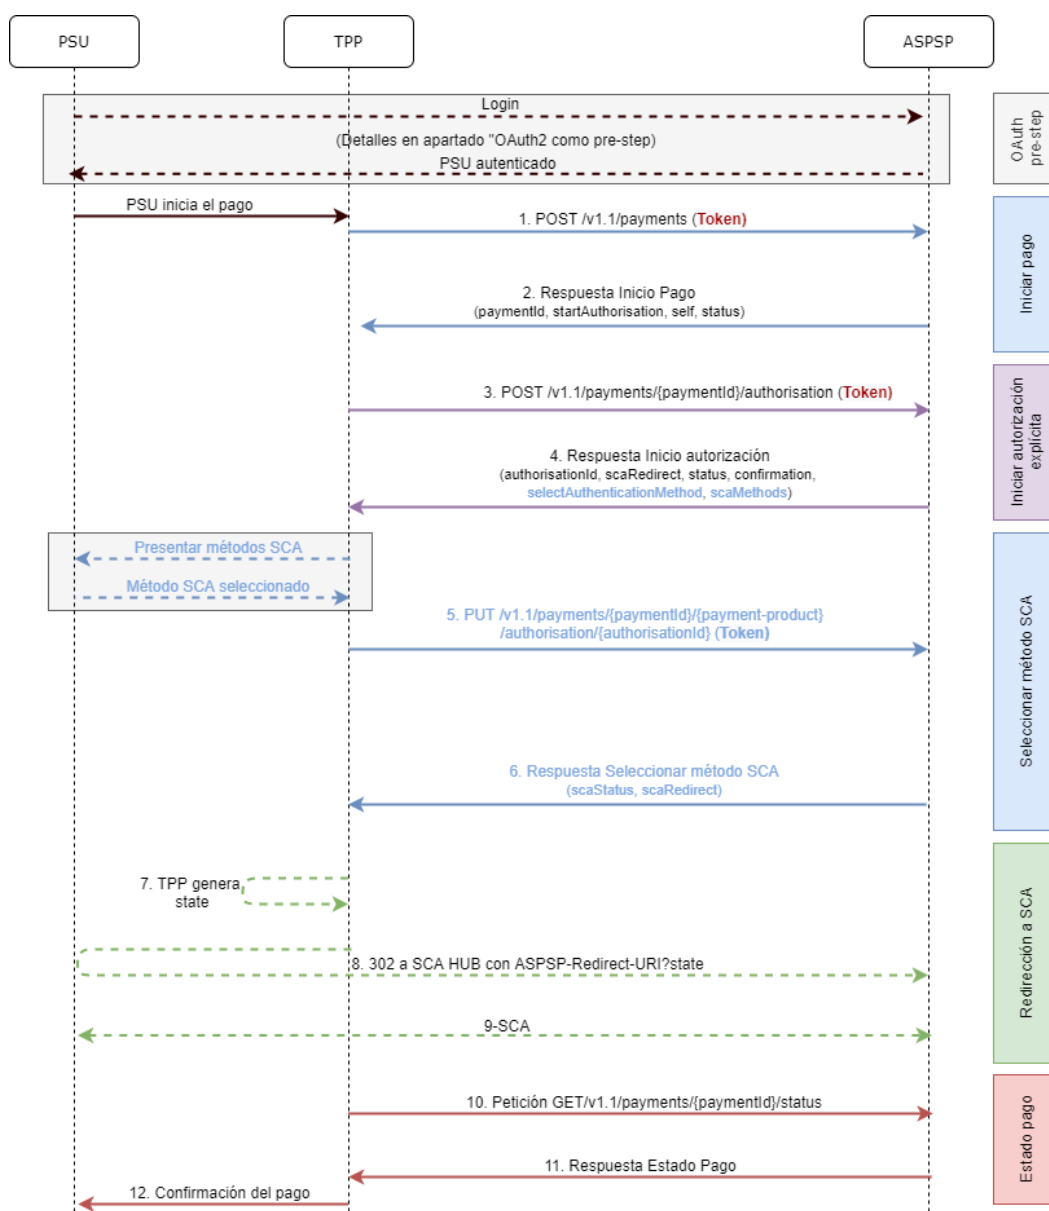 PSU
TPP
ASPSP
Login
(Detalles en apartado "OAuth2 como pre-step)
PSU autenticado
OAuth
pre-step
PSU inicia el pago
1. POST /v1.1/payments (Token)
2. Respuesta Inicio Pago
(paymentId, startAuthorisation, self, status)
Iniciar pago
3. POST /v1.1/payments/{paymentId}/authorisation (Token)
4. Respuesta Inicio autorización
(authorisationId, scaRedirect, status, confirmation,
selectAuthenticationMethod, scaMethods)
Iniciar autorización
explícita
Presentar métodos SCA
Método SCA seleccionado
5. PUT /v1.1/payments/{paymentId}/{payment-product}
/authorisation/{authorisationId} (Token)
6. Respuesta Seleccionar método SCA
(scaStatus, scaRedirect)
Seleccionar método SCA
7. TPP genera
state
8. 302 a SCA HUB con ASPSP-Redirect-URI?state
9-SCA
Redirección a SCA
10. Petición GET/v1.1/payments/{paymentId}/status
11. Respuesta Estado Pago
12. Confirmación del pago
Estado pago